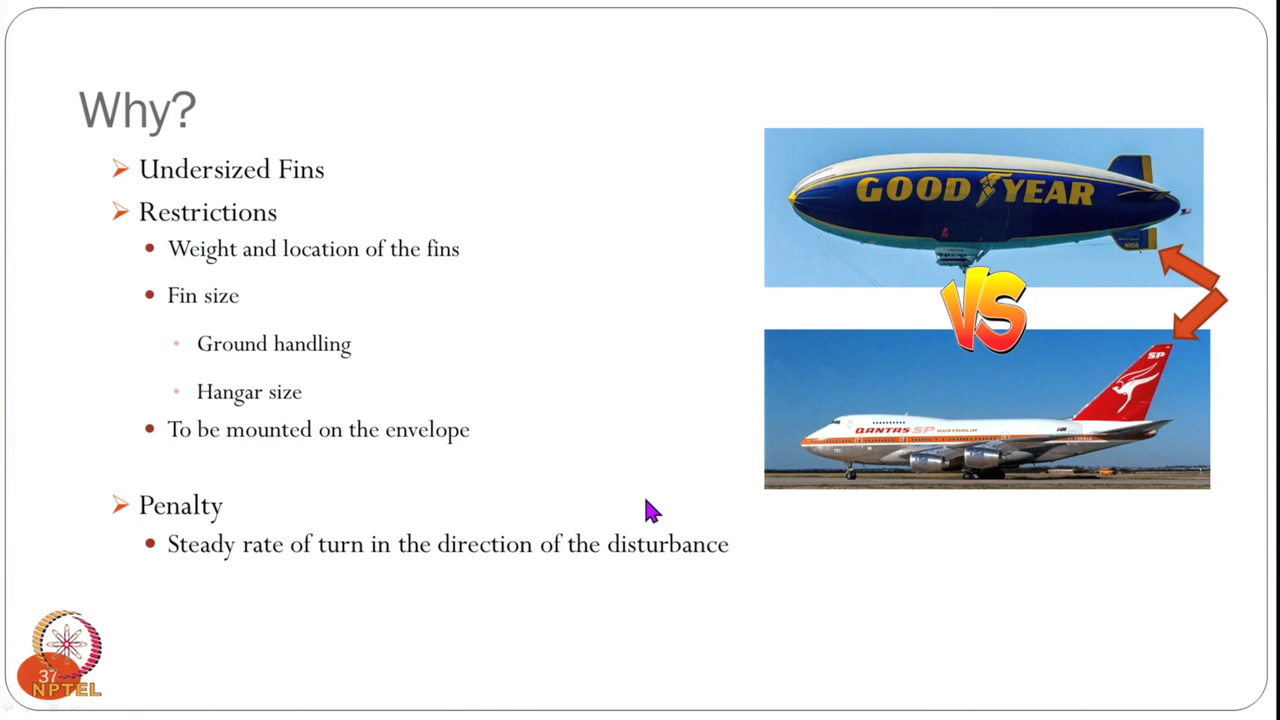 Why?
Undersized Fins
Restrictions
Weight and location of the fins
Fin size
Ground handling
Hangar size
To be mounted on the envelope
Penalty
Steady rate of turn in the direction of the disturbance
GOOD YEAR
VS
SP
QANTAS SP AUSTRALIA
37
NPTEL